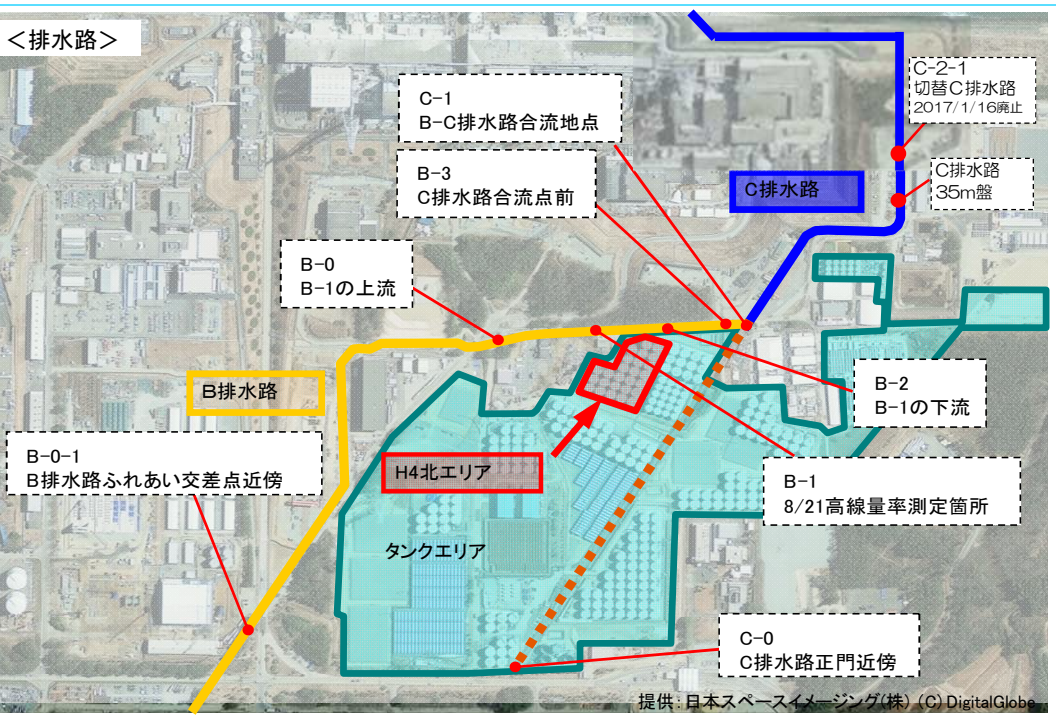 <排水路>
C-2-1
切替C排水路
2017/1/16廃止
C-1
B-C排水路合流地点
B-3
C排水路合流点前
C排水路
C排水路
35m盤
B-0
B-1の上流
B排水路
B-2
B-1の下流
B-0-1
B排水路ふれあい交差点近傍
H4北エリア
B-1
8/21高線量率測定箇所
タンクエリア
C-0
C排水路正門近傍
提供:日本スペースイメージング(株) (C) DigitalGlobe